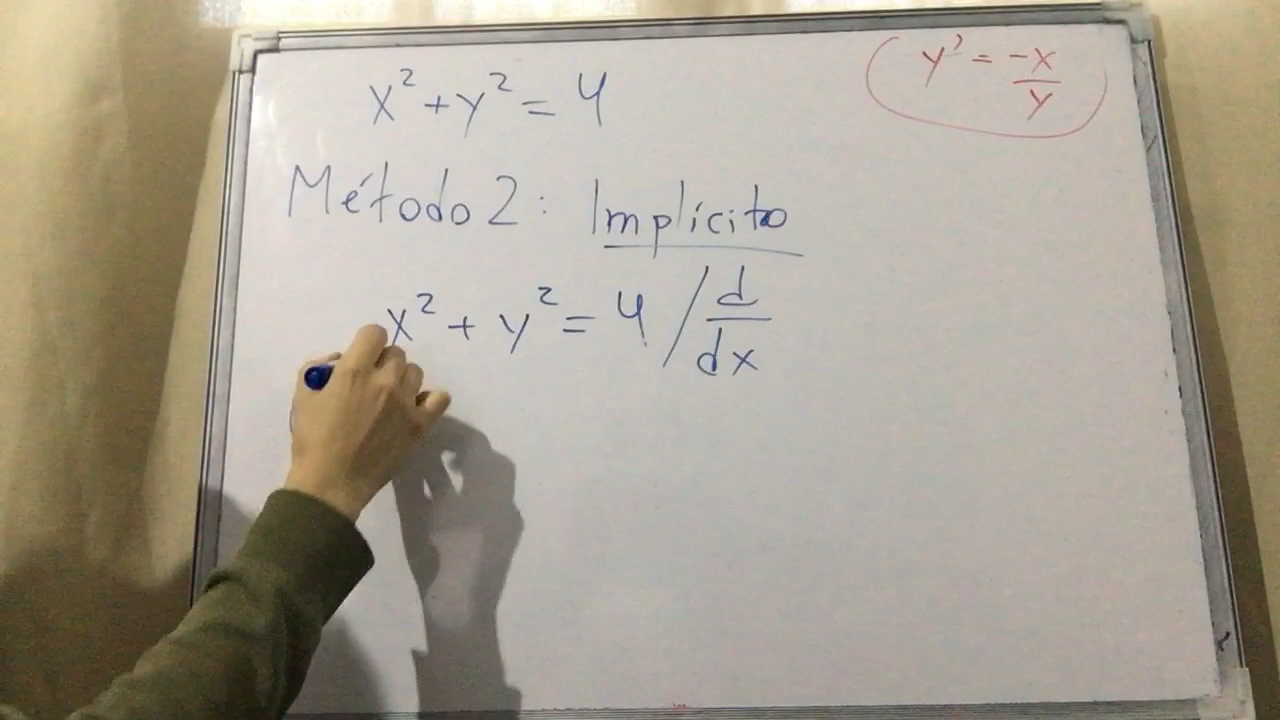 x² + y² = 4
y' = -x/y
Método 2: Implícito
x² + y² = 4 / d/dx